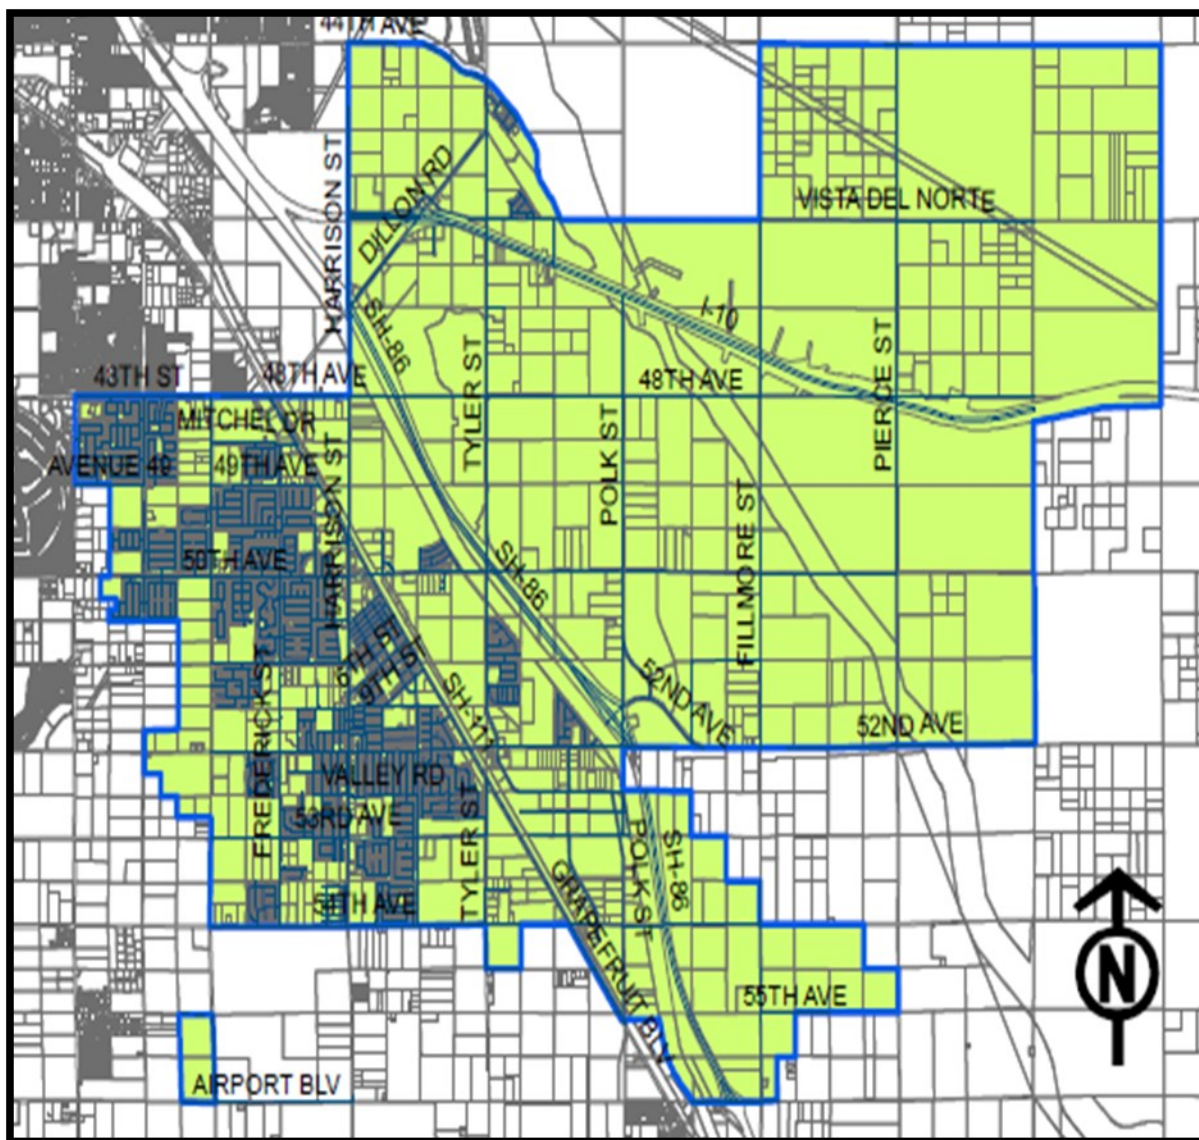 44TH AVE
HARRISON ST
DILLON RD
VISTA DEL NORTE
SH-86
I-10
TYLER ST
PIERCE ST
43TH ST
48TH AVE
48TH AVE
MITCHEL DR
AVENUE 49
49TH AVE
HARRISON ST
POLK ST
FILLMORE ST
50TH AVE
SH-86
6TH ST
9TH ST
FREDERICK ST
SH-111
52ND AVE
52ND AVE
VALLEY RD
53RD AVE
TYLER ST
POLK ST
SH-86
54TH AVE
GRAPEFRUIT BLV
55TH AVE
AIRPORT BLV
N